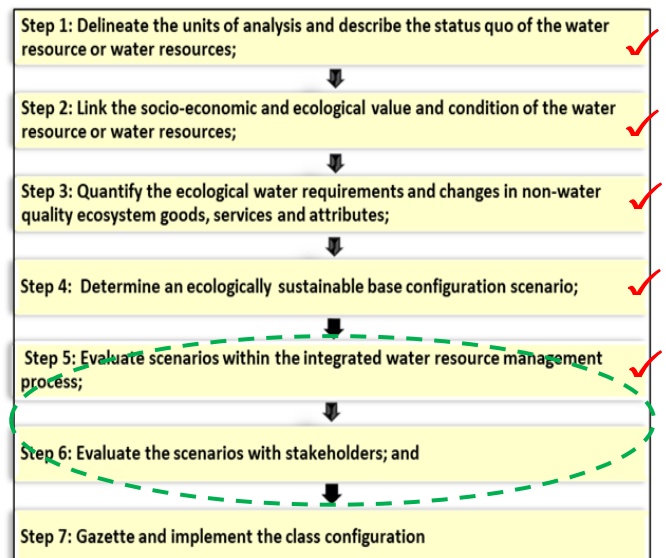 Step 1: Delineate the units of analysis and describe the status quo of the water
resource or water resources;
Step 2: Link the socio-economic and ecological value and condition of the water
resource or water resources;
Step 3: Quantify the ecological water requirements and changes in non-water
quality ecosystem goods, services and attributes;
Step 4: Determine an ecologically sustainable base configuration scenario;
Step 5: Evaluate scenarios within the integrated water resource management
process;
Step 6: Evaluate the scenarios with stakeholders; and
Step 7: Gazette and implement the class configuration